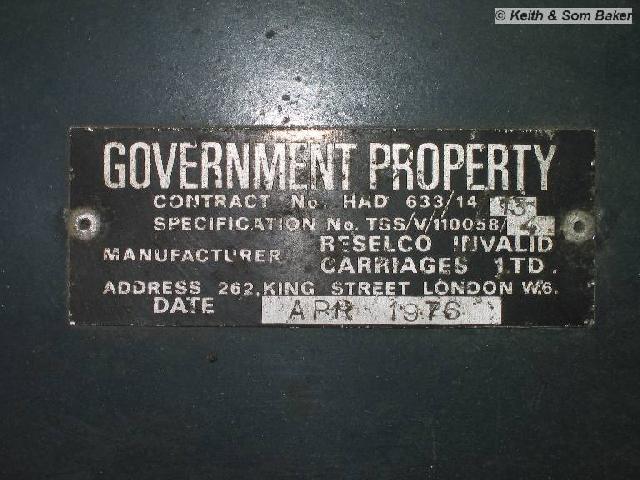 © Keith & Som Baker
GOVERNMENT PROPERTY
CONTRACT No. HAD 633/14/15
SPECIFICATION No. TSS/V/110058/
MANUFACTURER RESELCO INVALID
CARRIAGES LTD.
ADDRESS 262, KING STREET LONDON W.6.
DATE APR 1976